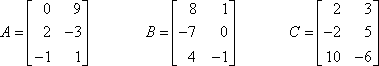 A = [0 9; 2 −3; −1 1] B = [8 1; −7 0; 4 −1] C = [2 3; −2 5; 10 −6]